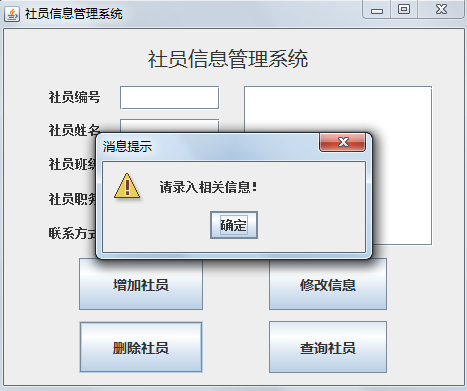 社员信息管理系统
社员信息管理系统
社员编号
社员姓名
消息提示
社员班
请录入相关信息！
社员职
联系方式
确定
增加社员 修改信息
删除社员 查询社员